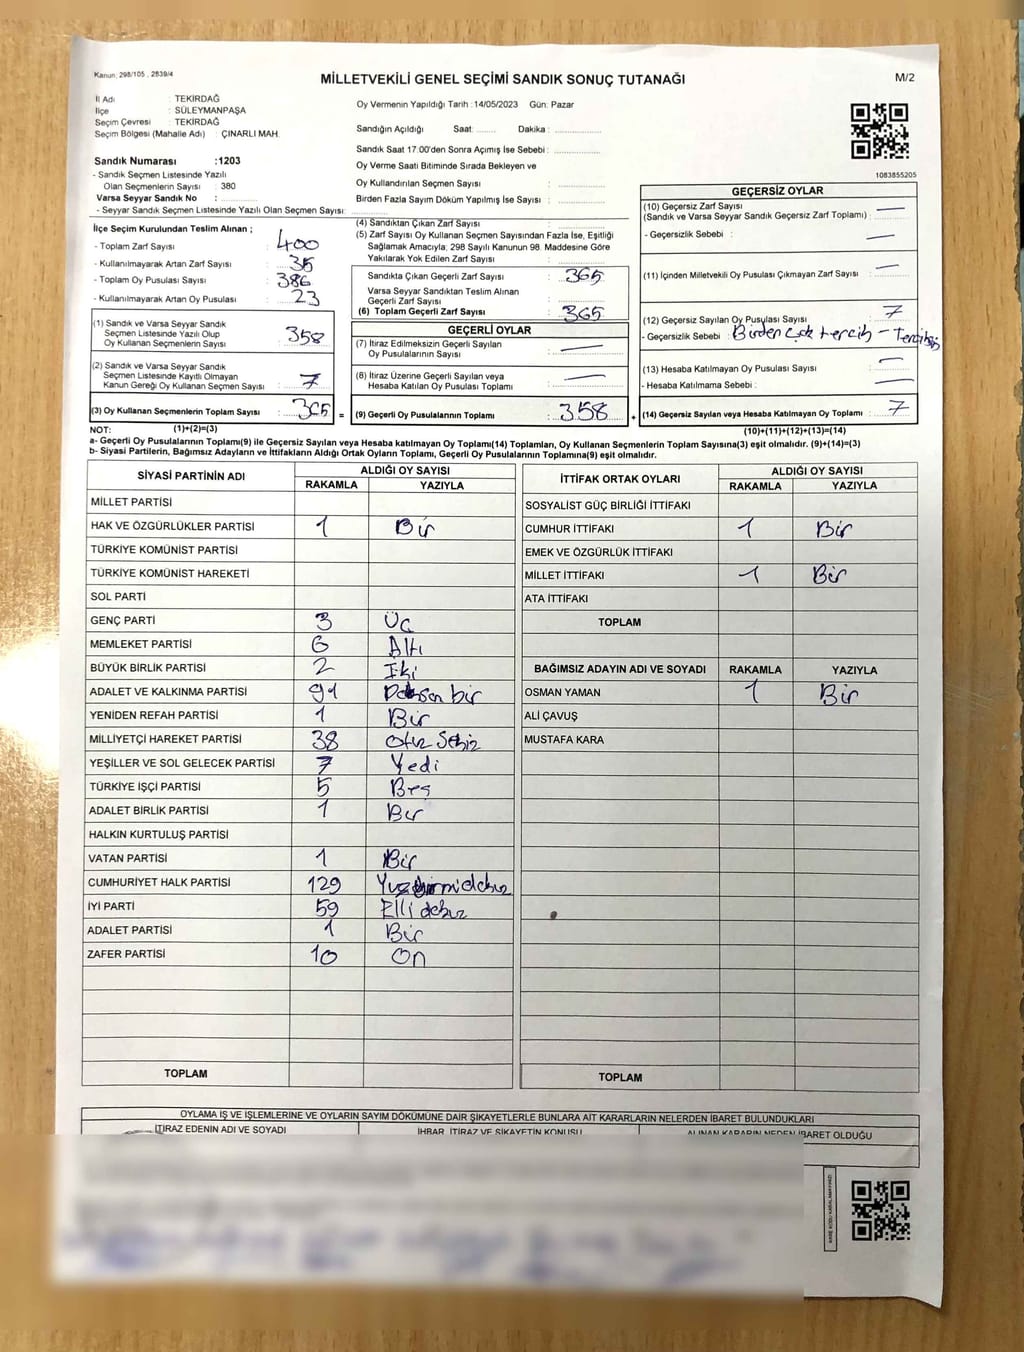 Kanun: 298/105 , 2839/4
MİLLETVEKİLİ GENEL SEÇİMİ SANDIK SONUÇ TUTANAĞI
M/2
İl Adı : TEKİRDAĞ
İlçe : SÜLEYMANPAŞA
Seçim Çevresi : TEKİRDAĞ
Seçim Bölgesi (Mahalle Adı) : ÇINARLI MAH.
Sandık Numarası :1203
- Sandık Seçmen Listesinde Yazılı
Olan Seçmenlerin Sayısı : 380
Varsa Seyyar Sandık No :
- Seyyar Sandık Seçmen Listesinde Yazılı Olan Seçmen Sayısı:
Oy Vermenin Yapıldığı Tarih :14/05/2023 Gün: Pazar
Sandığın Açıldığı Saat: ........ Dakika : ............
Sandık Saat 17:00'den Sonra Açımış İse Sebebi : ............
Oy Verme Saati Bitiminde Sırada Bekleyen ve
Oy Kullandırılan Seçmen Sayısı : ............
Birden Fazla Sayım Döküm Yapılmış İse Sayısı : ............
1083855205
İlçe Seçim Kurulundan Teslim Alınan ;
- Toplam Zarf Sayısı : 400
- Kullanılmayarak Artan Zarf Sayısı : 35
- Toplam Oy Pusulası Sayısı : 386
- Kullanılmayarak Artan Oy Pusulası : 23
(1) Sandık ve Varsa Seyyar Sandık
Seçmen Listesinde Yazılı Olup
Oy Kullanan Seçmenlerin Sayısı : 358
(2) Sandık ve Varsa Seyyar Sandık
Seçmen Listesinde Kayıtlı Olmayan
Kanun Gereği Oy Kullanan Seçmen Sayısı : 7
(3) Oy Kullanan Seçmenlerin Toplam Sayısı : 365 =
(4) Sandıktan Çıkan Zarf Sayısı :
(5) Zarf Sayısı Oy Kullanan Seçmen Sayısından Fazla İse, Eşitliği
Sağlamak Amacıyla; 298 Sayılı Kanunun 98. Maddesine Göre
Yakılarak Yok Edilen Zarf Sayısı :
Sandıkta Çıkan Geçerli Zarf Sayısı : 365
Varsa Seyyar Sandıktan Teslim Alınan
Geçerli Zarf Sayısı :
(6) Toplam Geçerli Zarf Sayısı : 365
GEÇERLİ OYLAR
(7) İtiraz Edilmeksizin Geçerli Sayılan
Oy Pusulalarının Sayısı : —
(8) İtiraz Üzerine Geçerli Sayılan veya
Hesaba Katılan Oy Pusulası Toplamı : —
(9) Geçerli Oy Pusulalarının Toplamı : 358 +
GEÇERSİZ OYLAR
(10) Geçersiz Zarf Sayısı —
(Sandık ve Varsa Seyyar Sandık Geçersiz Zarf Toplamı) :
- Geçersizlik Sebebi : —
(11) İçinden Milletvekili Oy Pusulası Çıkmayan Zarf Sayısı : —
(12) Geçersiz Sayılan Oy Pusulası Sayısı : 7
- Geçersizlik Sebebi : Birden çok tercih - Tercihsiz
(13) Hesaba Katılmayan Oy Pusulası Sayısı : —
- Hesaba Katılmama Sebebi : —
(14) Geçersiz Sayılan veya Hesaba Katılmayan Oy Toplamı : 7
NOT: (1)+(2)=(3) (10)+(11)+(12)+(13)=(14)
a- Geçerli Oy Pusulalarının Toplamı(9) ile Geçersiz Sayılan veya Hesaba katılmayan Oy Toplamı(14) Toplamları, Oy Kullanan Seçmenlerin Toplam Sayısına(3) eşit olmalıdır. (9)+(14)=(3)
b- Siyasi Partilerin, Bağımsız Adayların ve İttifakların Aldığı Ortak Oyların Toplamı, Geçerli Oy Pusulalarının Toplamına(9) eşit olmalıdır.
SİYASİ PARTİNİN ADI ALDIĞI OY SAYISI
RAKAMLA YAZIYLA
MİLLET PARTİSİ
HAK VE ÖZGÜRLÜKLER PARTİSİ 1 Bir
TÜRKİYE KOMÜNİST PARTİSİ
TÜRKİYE KOMÜNİST HAREKETİ
SOL PARTİ
GENÇ PARTİ 3 Üç
MEMLEKET PARTİSİ 6 Altı
BÜYÜK BİRLİK PARTİSİ 2 İki
ADALET VE KALKINMA PARTİSİ 91 Doksan bir
YENİDEN REFAH PARTİSİ 1 Bir
MİLLİYETÇİ HAREKET PARTİSİ 38 Otuz Sekiz
YEŞİLLER VE SOL GELECEK PARTİSİ 7 Yedi
TÜRKİYE İŞÇİ PARTİSİ 5 Beş
ADALET BİRLİK PARTİSİ 1 Bir
HALKIN KURTULUŞ PARTİSİ
VATAN PARTİSİ 1 Bir
CUMHURİYET HALK PARTİSİ 129 Yüzyirmidokuz
İYİ PARTİ 59 Elli dokuz
ADALET PARTİSİ 1 Bir
ZAFER PARTİSİ 10 On
TOPLAM
İTTİFAK ORTAK OYLARI ALDIĞI OY SAYISI
RAKAMLA YAZIYLA
SOSYALİST GÜÇ BİRLİĞİ İTTİFAKI
CUMHUR İTTİFAKI 1 Bir
EMEK VE ÖZGÜRLÜK İTTİFAKI
MİLLET İTTİFAKI 1 Bir
ATA İTTİFAKI
TOPLAM
BAĞIMSIZ ADAYIN ADI VE SOYADI RAKAMLA YAZIYLA
OSMAN YAMAN 1 Bir
ALİ ÇAVUŞ
MUSTAFA KARA
TOPLAM
OYLAMA İŞ VE İŞLEMLERİNE VE OYLARIN SAYIM DÖKÜMÜNE DAİR ŞİKAYETLERLE BUNLARA AİT KARARLARIN NELERDEN İBARET BULUNDUKLARI
İTİRAZ EDENİN ADI VE SOYADI İHBAR, İTİRAZ VE ŞİKAYETİN KONUSU ALINAN KARARIN NEDEN İBARET OLDUĞU